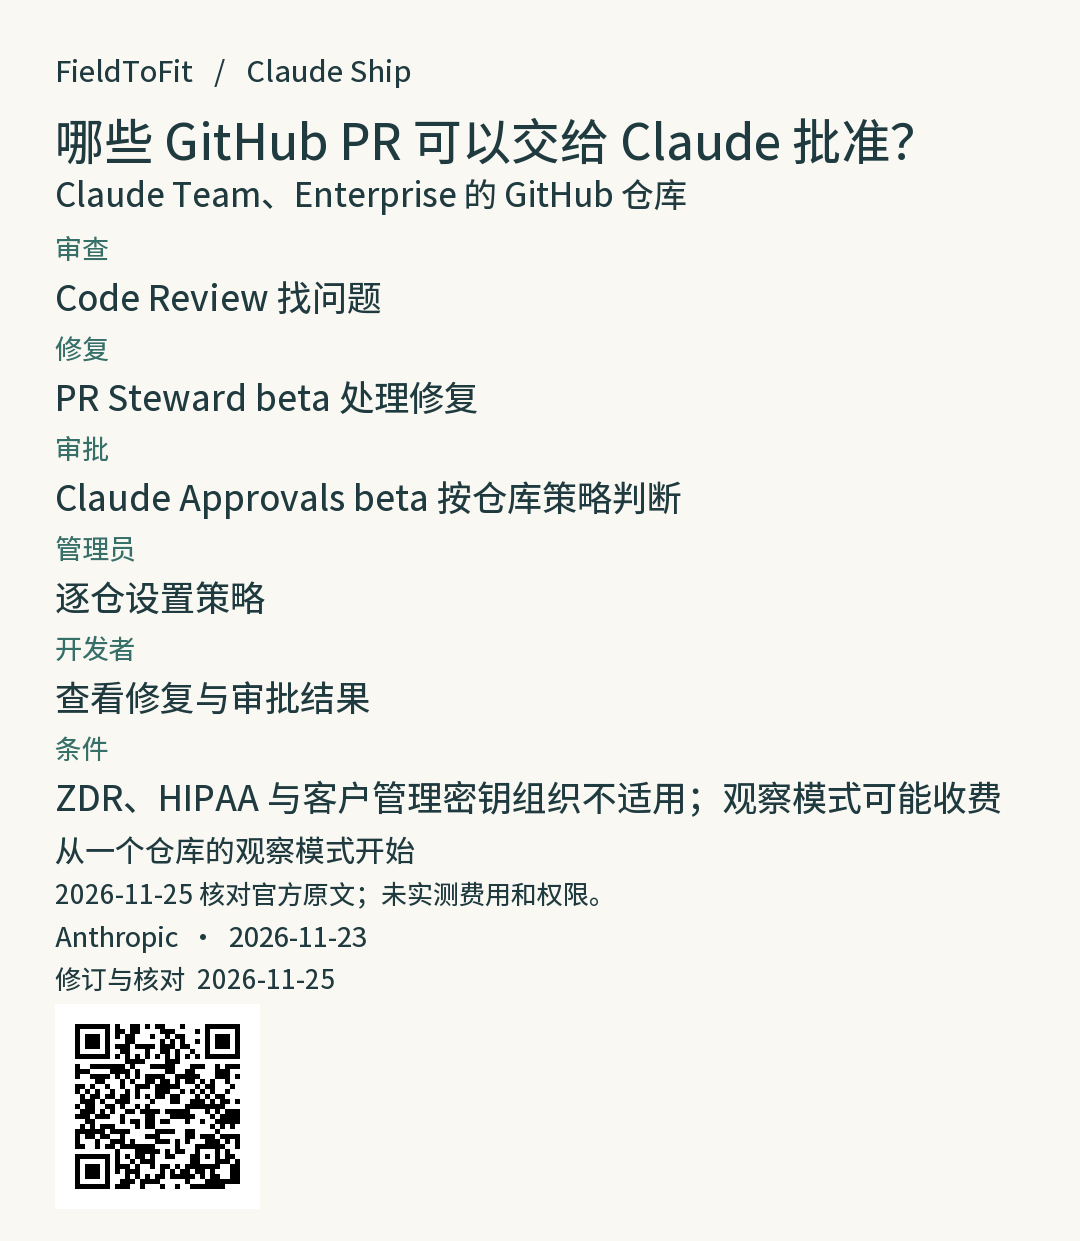 FieldToFit / Claude Ship
哪些 GitHub PR 可以交给 Claude 批准？
Claude Team、Enterprise 的 GitHub 仓库
审查
Code Review 找问题
修复
PR Steward beta 处理修复
审批
Claude Approvals beta 按仓库策略判断
管理员
逐仓设置策略
开发者
查看修复与审批结果
条件
ZDR、HIPAA 与客户管理密钥组织不适用；观察模式可能收费
从一个仓库的观察模式开始
2026-11-25 核对官方原文；未实测费用和权限。
Anthropic · 2026-11-23
修订与核对 2026-11-25